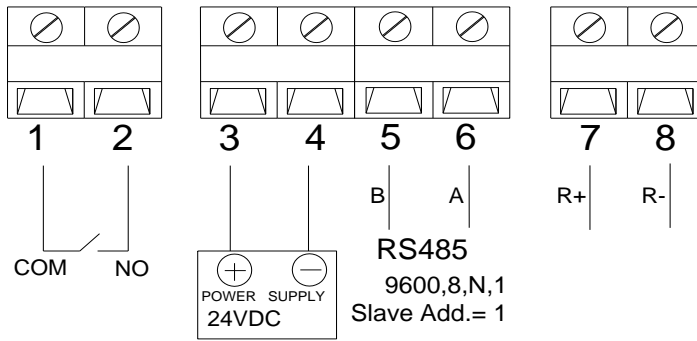 1 2 3 4 5 6 7 8
B A R+ R-
COM NO
+ −
POWER SUPPLY
24VDC
RS485
9600,8,N,1
Slave Add.= 1